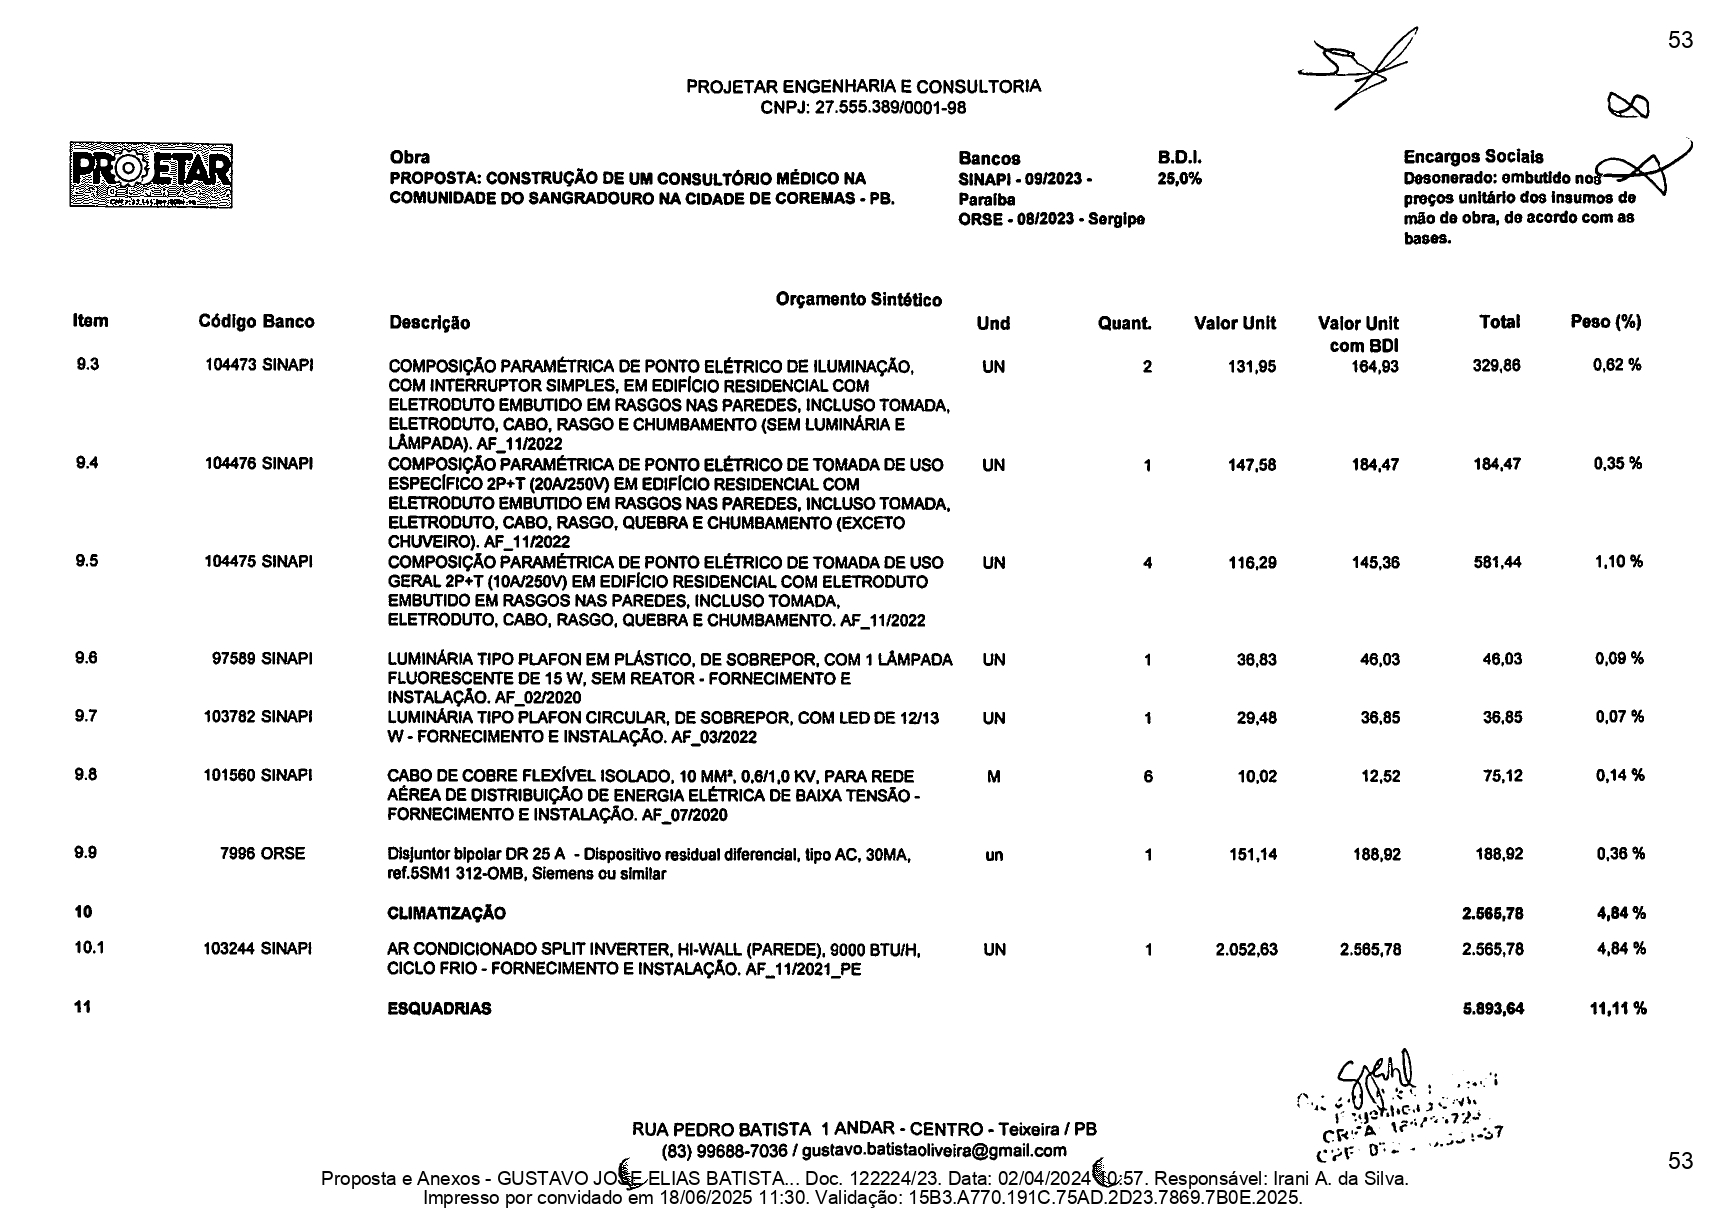 53
PROJETAR ENGENHARIA E CONSULTORIA
CNPJ: 27.555.389/0001-98
PROJETAR
Obra
PROPOSTA: CONSTRUÇÃO DE UM CONSULTÓRIO MÉDICO NA
COMUNIDADE DO SANGRADOURO NA CIDADE DE COREMAS - PB.
Bancos
SINAPI - 09/2023 -
Paraíba
ORSE - 08/2023 - Sergipe
B.D.I.
25,0%
Encargos Sociais
Desonerado: embutido nos
preços unitário dos insumos de
mão de obra, de acordo com as
bases.
Orçamento Sintético
Item Código Banco Descrição Und Quant. Valor Unit Valor Unit com BDI Total Peso (%)
9.3 104473 SINAPI COMPOSIÇÃO PARAMÉTRICA DE PONTO ELÉTRICO DE ILUMINAÇÃO, UN 2 131,95 164,93 329,86 0,62 %
COM INTERRUPTOR SIMPLES, EM EDIFÍCIO RESIDENCIAL COM
ELETRODUTO EMBUTIDO EM RASGOS NAS PAREDES, INCLUSO TOMADA,
ELETRODUTO, CABO, RASGO E CHUMBAMENTO (SEM LUMINÁRIA E
LÂMPADA). AF_11/2022
9.4 104476 SINAPI COMPOSIÇÃO PARAMÉTRICA DE PONTO ELÉTRICO DE TOMADA DE USO UN 1 147,58 184,47 184,47 0,35 %
ESPECÍFICO 2P+T (20A/250V) EM EDIFÍCIO RESIDENCIAL COM
ELETRODUTO EMBUTIDO EM RASGOS NAS PAREDES, INCLUSO TOMADA,
ELETRODUTO, CABO, RASGO, QUEBRA E CHUMBAMENTO (EXCETO
CHUVEIRO). AF_11/2022
9.5 104475 SINAPI COMPOSIÇÃO PARAMÉTRICA DE PONTO ELÉTRICO DE TOMADA DE USO UN 4 116,29 145,36 581,44 1,10 %
GERAL 2P+T (10A/250V) EM EDIFÍCIO RESIDENCIAL COM ELETRODUTO
EMBUTIDO EM RASGOS NAS PAREDES, INCLUSO TOMADA,
ELETRODUTO, CABO, RASGO, QUEBRA E CHUMBAMENTO. AF_11/2022
9.6 97589 SINAPI LUMINÁRIA TIPO PLAFON EM PLÁSTICO, DE SOBREPOR, COM 1 LÂMPADA UN 1 36,83 46,03 46,03 0,09 %
FLUORESCENTE DE 15 W, SEM REATOR - FORNECIMENTO E
INSTALAÇÃO. AF_02/2020
9.7 103782 SINAPI LUMINÁRIA TIPO PLAFON CIRCULAR, DE SOBREPOR, COM LED DE 12/13 UN 1 29,48 36,85 36,85 0,07 %
W - FORNECIMENTO E INSTALAÇÃO. AF_03/2022
9.8 101560 SINAPI CABO DE COBRE FLEXÍVEL ISOLADO, 10 MM², 0,6/1,0 KV, PARA REDE M 6 10,02 12,52 75,12 0,14 %
AÉREA DE DISTRIBUIÇÃO DE ENERGIA ELÉTRICA DE BAIXA TENSÃO -
FORNECIMENTO E INSTALAÇÃO. AF_07/2020
9.9 7996 ORSE Disjuntor bipolar DR 25 A - Dispositivo residual diferencial, tipo AC, 30MA, un 1 151,14 188,92 188,92 0,36 %
ref.5SM1 312-OMB, Siemens ou similar
10 CLIMATIZAÇÃO 2.565,78 4,84 %
10.1 103244 SINAPI AR CONDICIONADO SPLIT INVERTER, HI-WALL (PAREDE), 9000 BTU/H, UN 1 2.052,63 2.565,78 2.565,78 4,84 %
CICLO FRIO - FORNECIMENTO E INSTALAÇÃO. AF_11/2021_PE
11 ESQUADRIAS 5.893,64 11,11 %
RUA PEDRO BATISTA 1 ANDAR - CENTRO - Teixeira / PB
(83) 99688-7036 / gustavo.batistaoliveira@gmail.com
53
Proposta e Anexos - GUSTAVO JOSE ELIAS BATISTA... Doc. 122224/23. Data: 02/04/2024 10:57. Responsável: Irani A. da Silva.
Impresso por convidado em 18/06/2025 11:30. Validação: 15B3.A770.191C.75AD.2D23.7869.7B0E.2025.